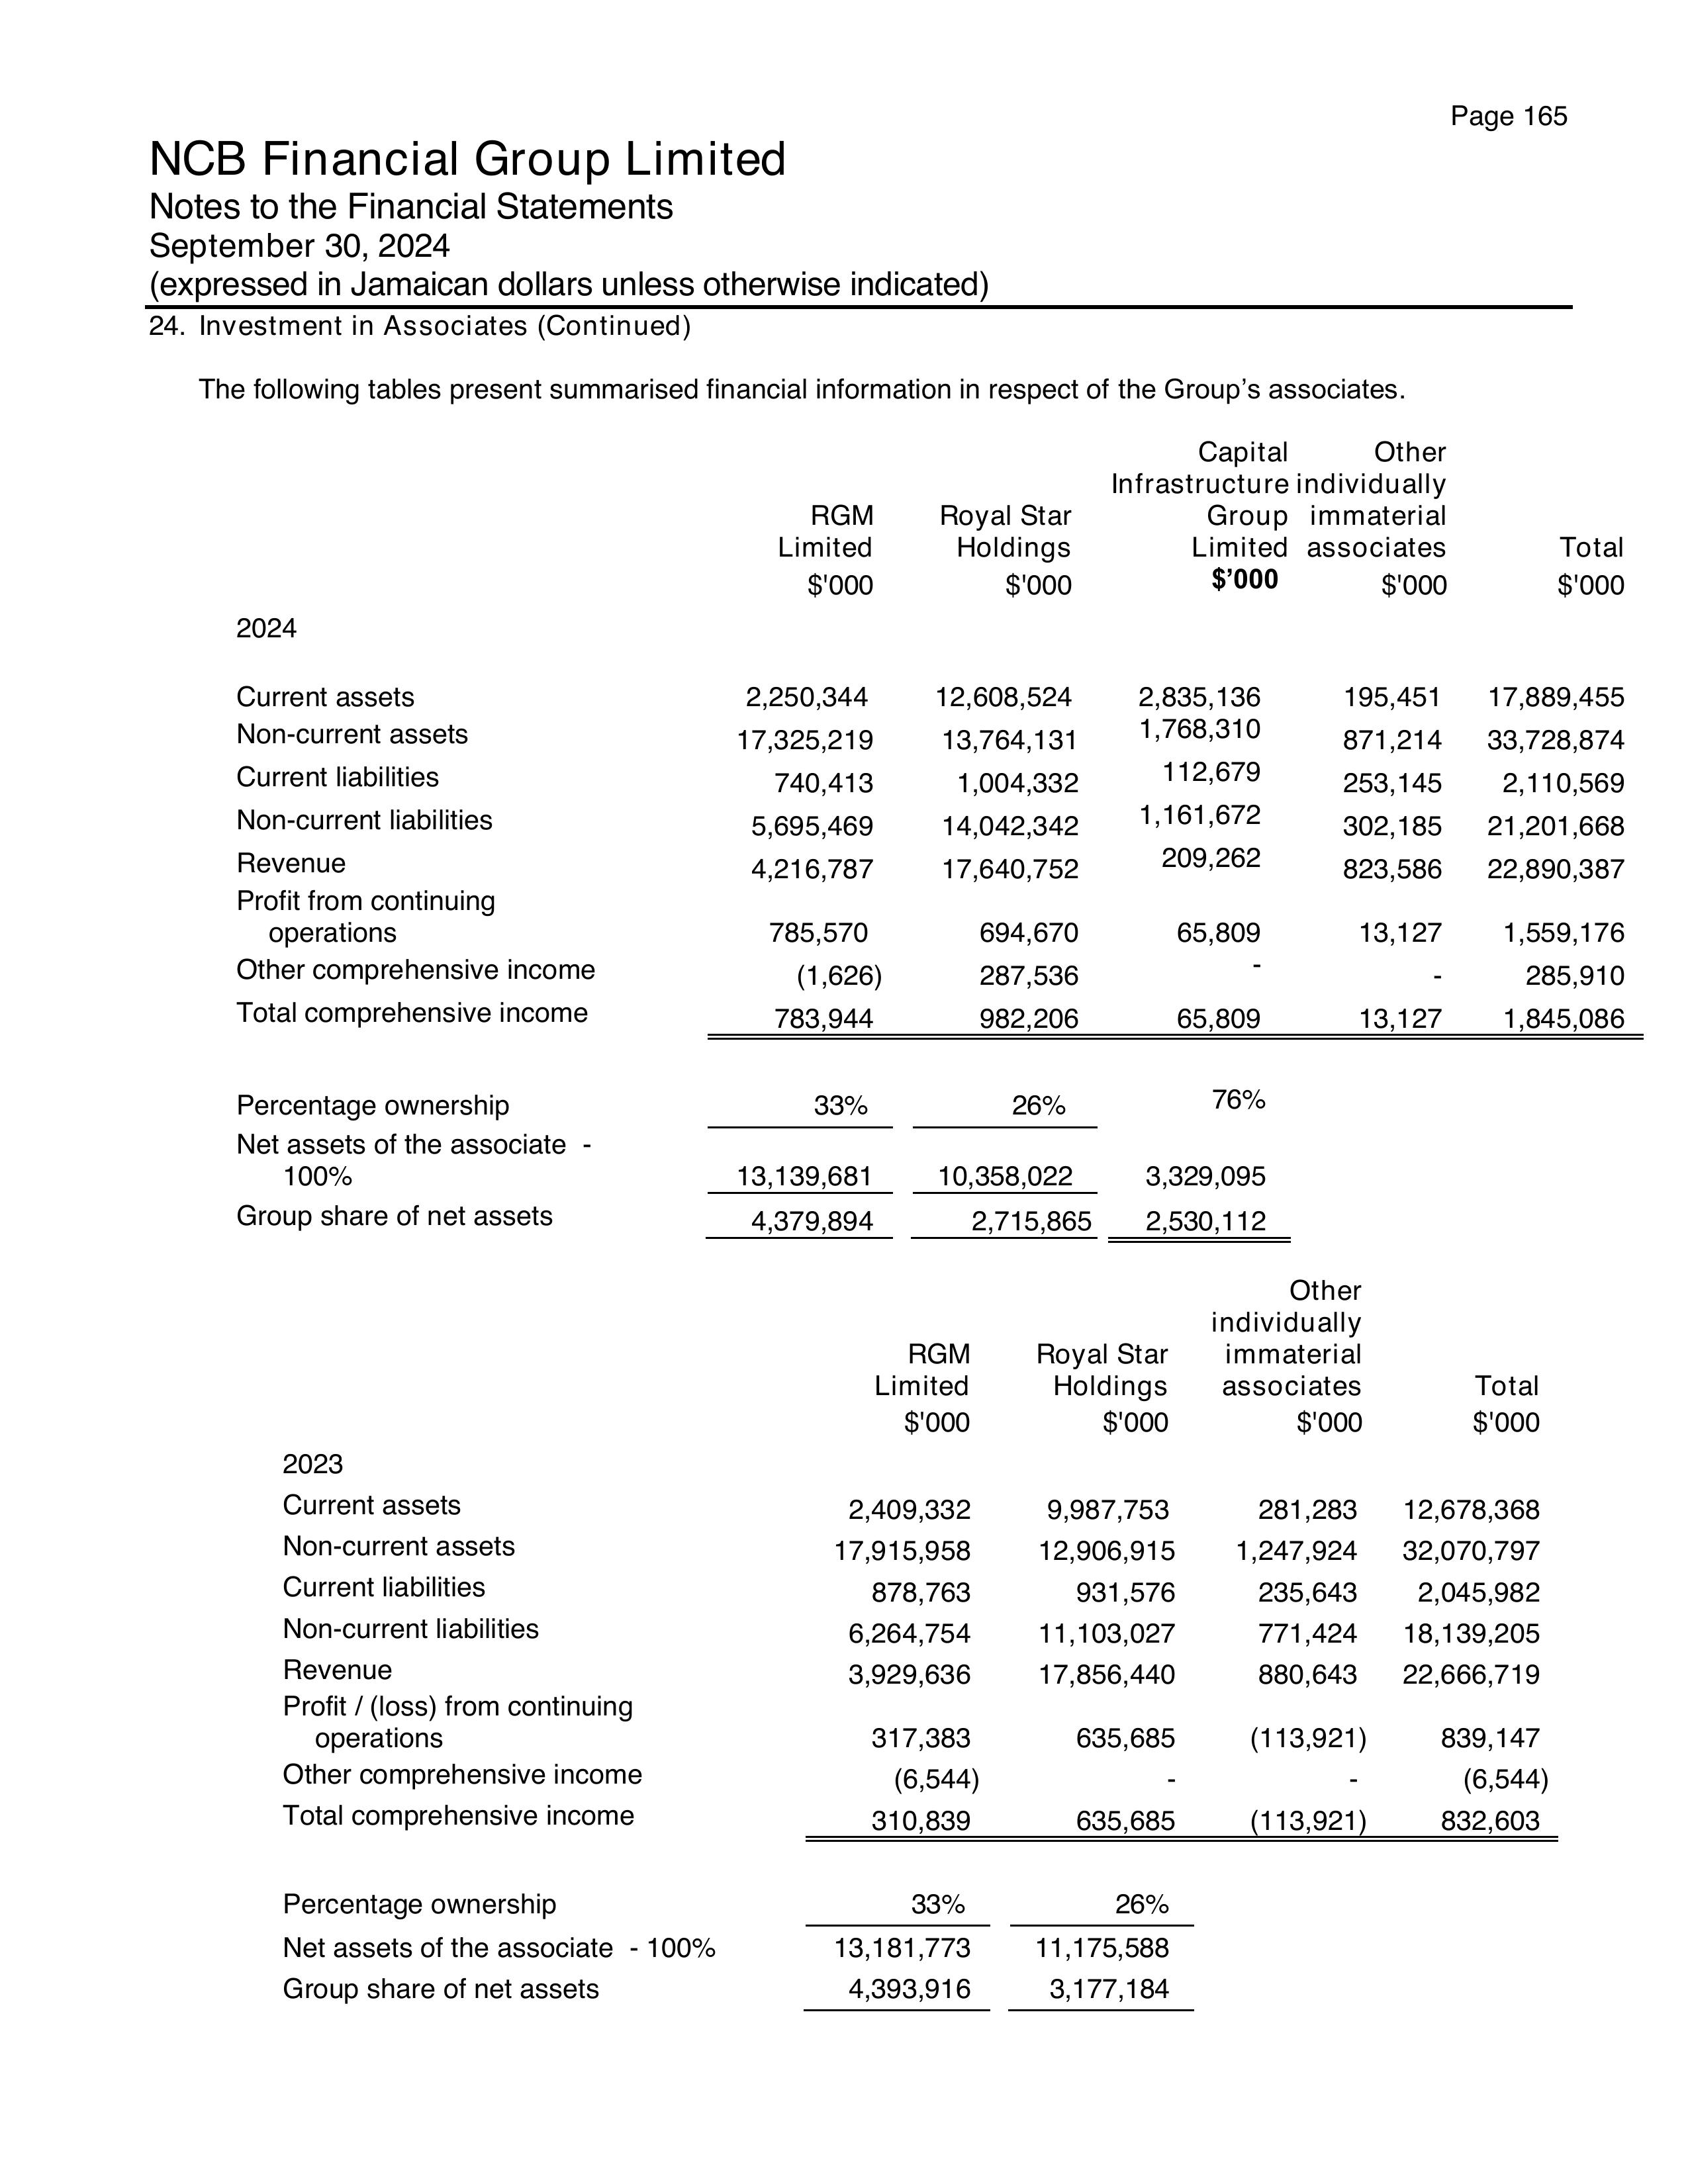 Page 165
NCB Financial Group Limited
Notes to the Financial Statements
September 30, 2024
(expressed in Jamaican dollars unless otherwise indicated)
24. Investment in Associates (Continued)
The following tables present summarised financial information in respect of the Group’s associates.
Capital Other
Infrastructure individually
RGM Royal Star Group immaterial
Limited Holdings Limited associates Total
$'000 $'000 $’000 $'000 $'000
2024
Current assets 2,250,344 12,608,524 2,835,136 195,451 17,889,455
Non-current assets 17,325,219 13,764,131 1,768,310 871,214 33,728,874
Current liabilities 740,413 1,004,332 112,679 253,145 2,110,569
Non-current liabilities 5,695,469 14,042,342 1,161,672 302,185 21,201,668
Revenue 4,216,787 17,640,752 209,262 823,586 22,890,387
Profit from continuing
operations 785,570 694,670 65,809 13,127 1,559,176
Other comprehensive income (1,626) 287,536 - - 285,910
Total comprehensive income 783,944 982,206 65,809 13,127 1,845,086
Percentage ownership 33% 26% 76%
Net assets of the associate -
100% 13,139,681 10,358,022 3,329,095
Group share of net assets 4,379,894 2,715,865 2,530,112
Other
individually
RGM Royal Star immaterial
Limited Holdings associates Total
$'000 $'000 $'000 $'000
2023
Current assets 2,409,332 9,987,753 281,283 12,678,368
Non-current assets 17,915,958 12,906,915 1,247,924 32,070,797
Current liabilities 878,763 931,576 235,643 2,045,982
Non-current liabilities 6,264,754 11,103,027 771,424 18,139,205
Revenue 3,929,636 17,856,440 880,643 22,666,719
Profit / (loss) from continuing
operations 317,383 635,685 (113,921) 839,147
Other comprehensive income (6,544) - - (6,544)
Total comprehensive income 310,839 635,685 (113,921) 832,603
Percentage ownership 33% 26%
Net assets of the associate - 100% 13,181,773 11,175,588
Group share of net assets 4,393,916 3,177,184